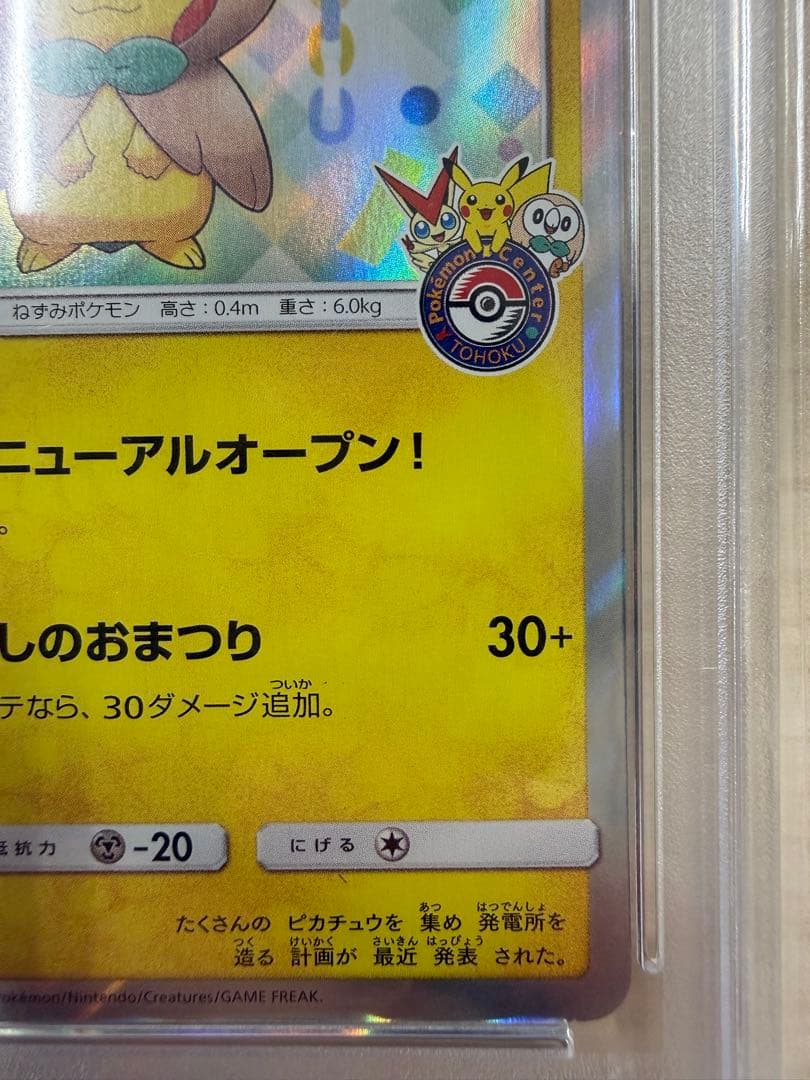 ねずみポケモン 高さ:0.4m 重さ:6.0kg
Pokémon Center
TOHOKU
ニューアルオープン!
。
しのおまつり 30+
ついか
テなら、30ダメージ追加。
抵抗力 -20 にげる
あつ はつでんしょ
たくさんの ピカチュウを 集め 発電所を
つく けいかく さいきん はっぴょう
造る 計画が 最近 発表 された。
Pokémon/Nintendo/Creatures/GAME FREAK.